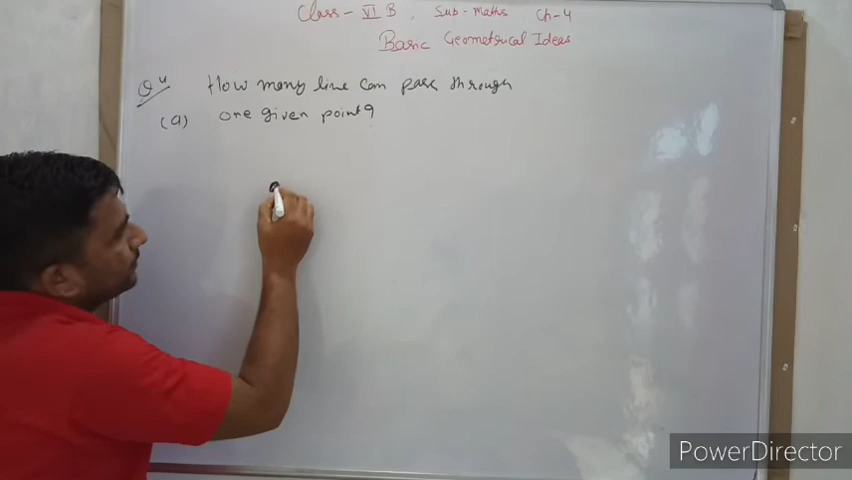 Class - VI B, Sub - Maths Ch-4
Basic Geometrical Ideas
Q4 How many line can pass through
(a) one given point?
PowerDirector